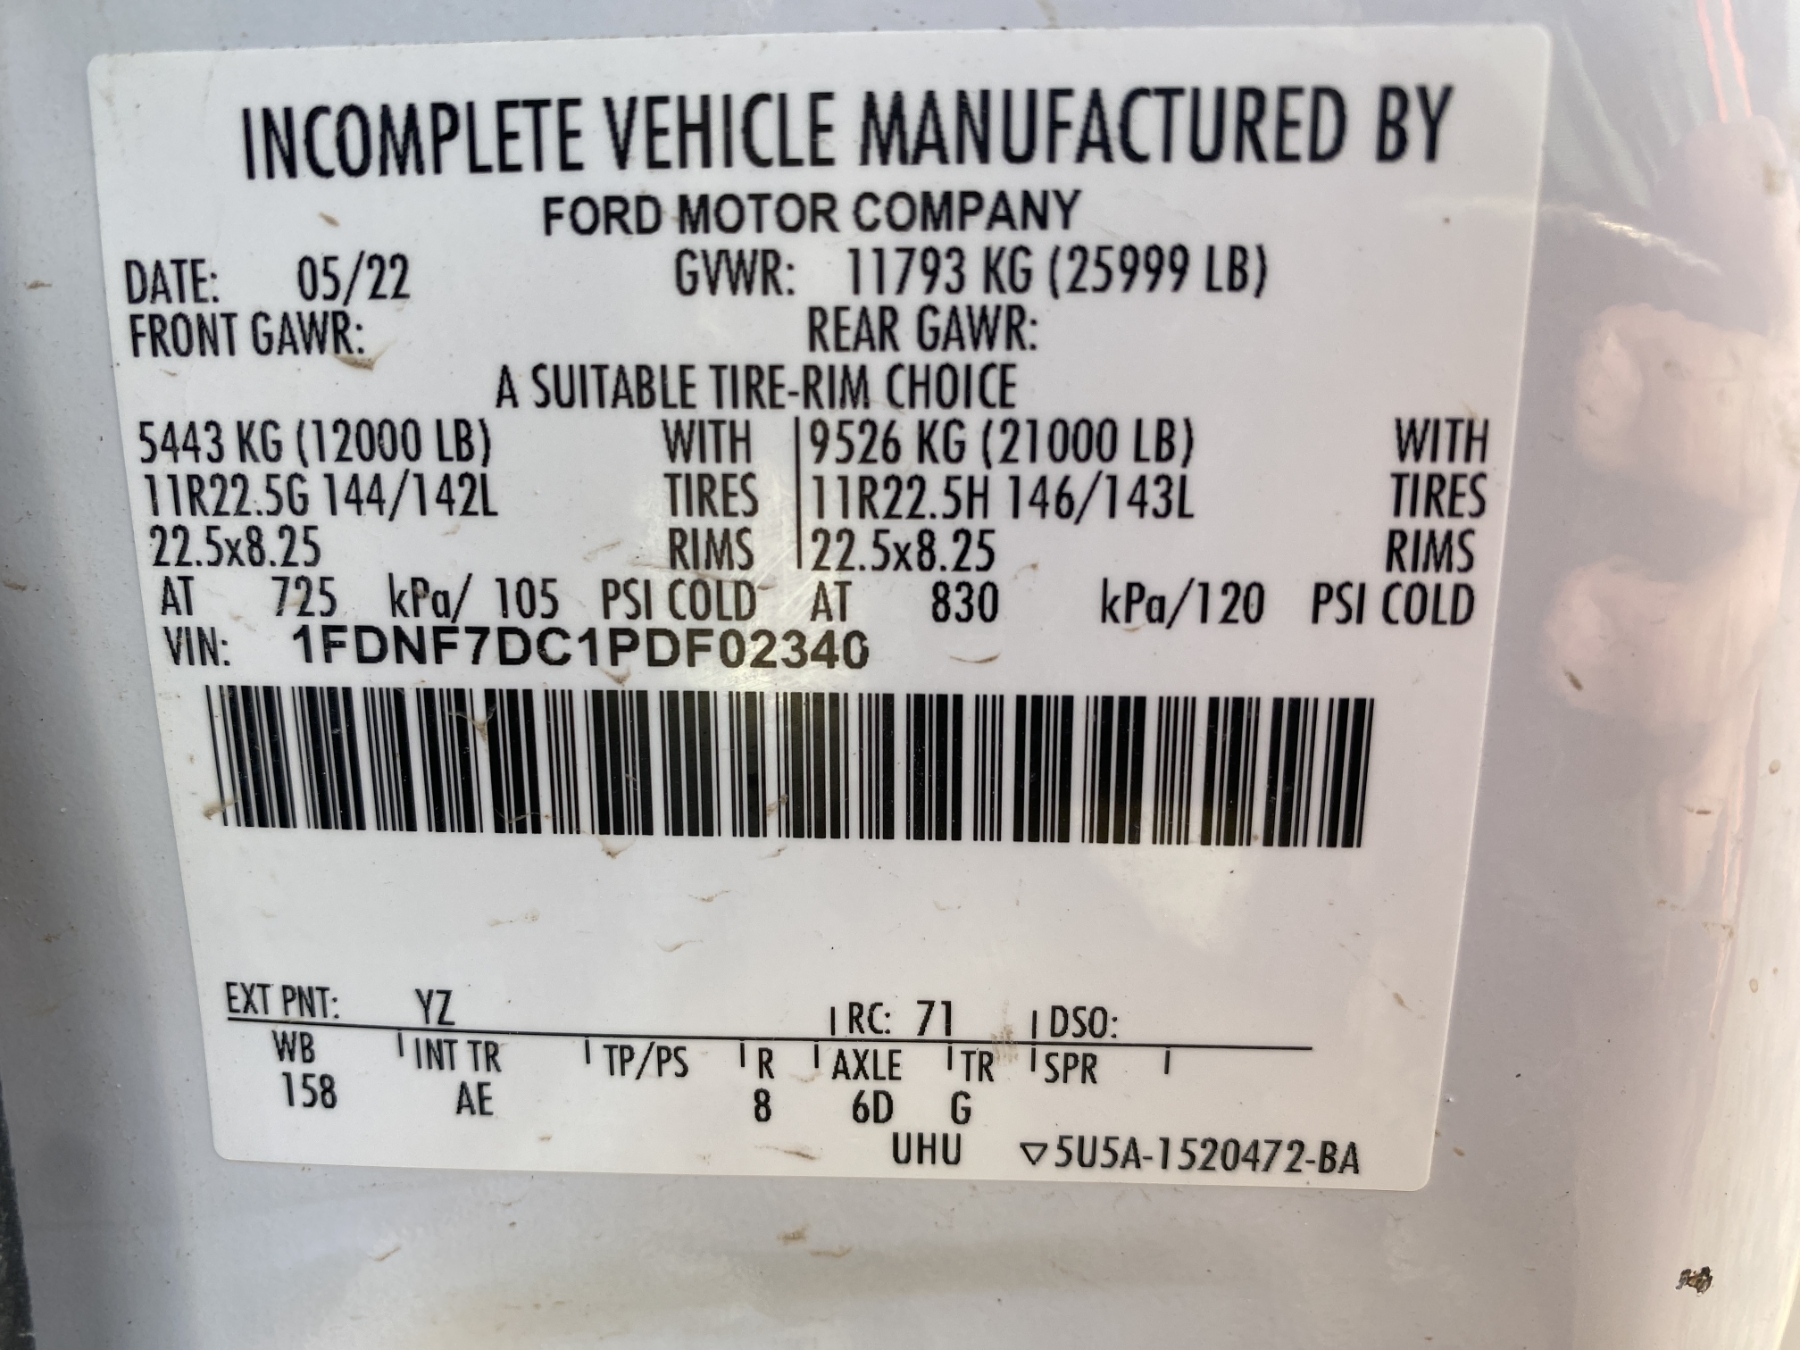 INCOMPLETE VEHICLE MANUFACTURED BY
FORD MOTOR COMPANY
DATE: 05/22 GVWR: 11793 KG (25999 LB)
FRONT GAWR: REAR GAWR:
A SUITABLE TIRE-RIM CHOICE
5443 KG (12000 LB) WITH 9526 KG (21000 LB) WITH
11R22.5G 144/142L TIRES 11R22.5H 146/143L TIRES
22.5x8.25 RIMS 22.5x8.25 RIMS
AT 725 kPa/ 105 PSI COLD AT 830 kPa/120 PSI COLD
VIN: 1FDNF7DC1PDF02340
EXT PNT: YZ RC: 71 DSO:
WB INT TR TP/PS R AXLE TR SPR
158 AE 8 6D G
UHU ▽5U5A-1520472-BA